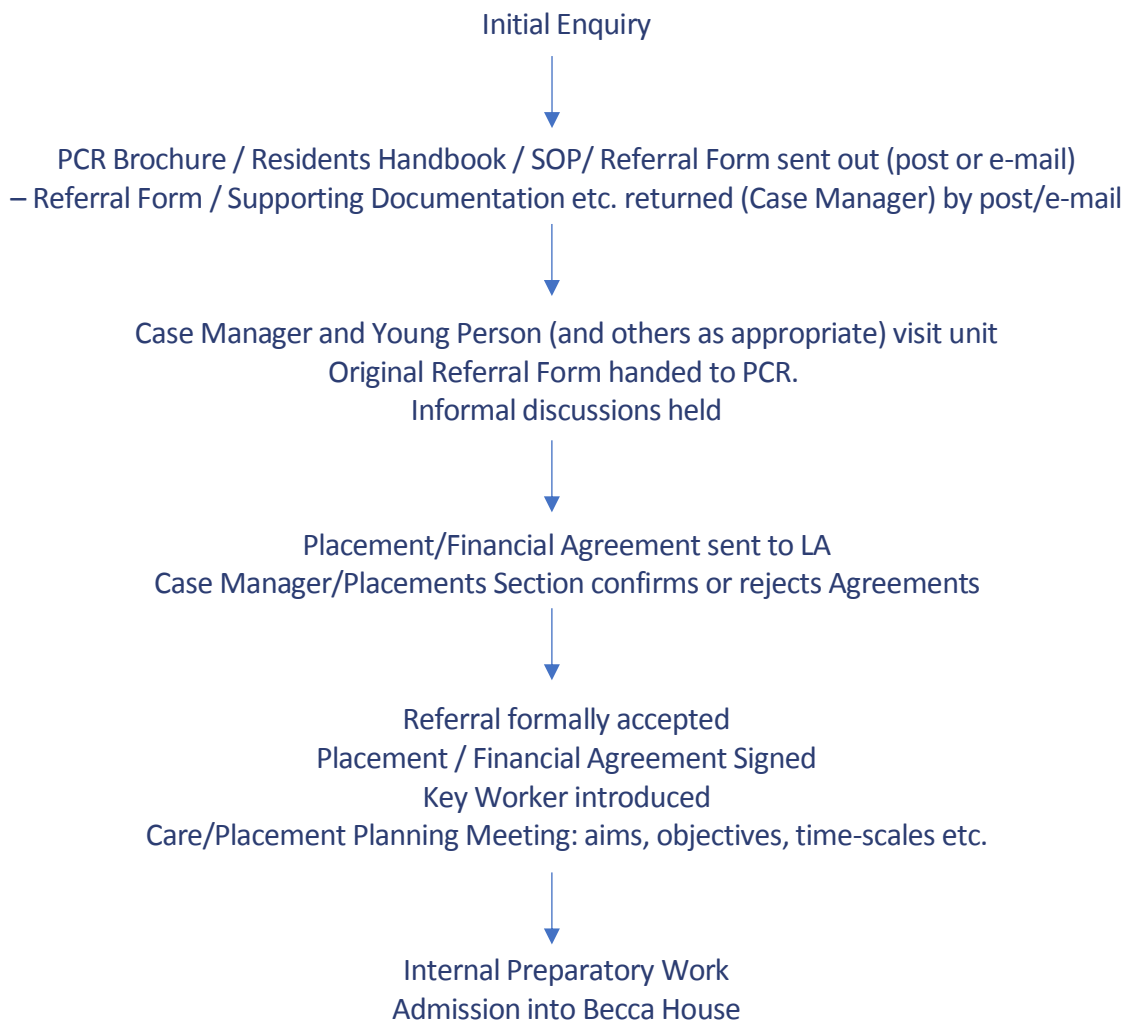 Initial Enquiry
PCR Brochure / Residents Handbook / SOP/ Referral Form sent out (post or e-mail)
– Referral Form / Supporting Documentation etc. returned (Case Manager) by post/e-mail
Case Manager and Young Person (and others as appropriate) visit unit
Original Referral Form handed to PCR.
Informal discussions held
Placement/Financial Agreement sent to LA
Case Manager/Placements Section confirms or rejects Agreements
Referral formally accepted
Placement / Financial Agreement Signed
Key Worker introduced
Care/Placement Planning Meeting: aims, objectives, time-scales etc.
Internal Preparatory Work
Admission into Becca House